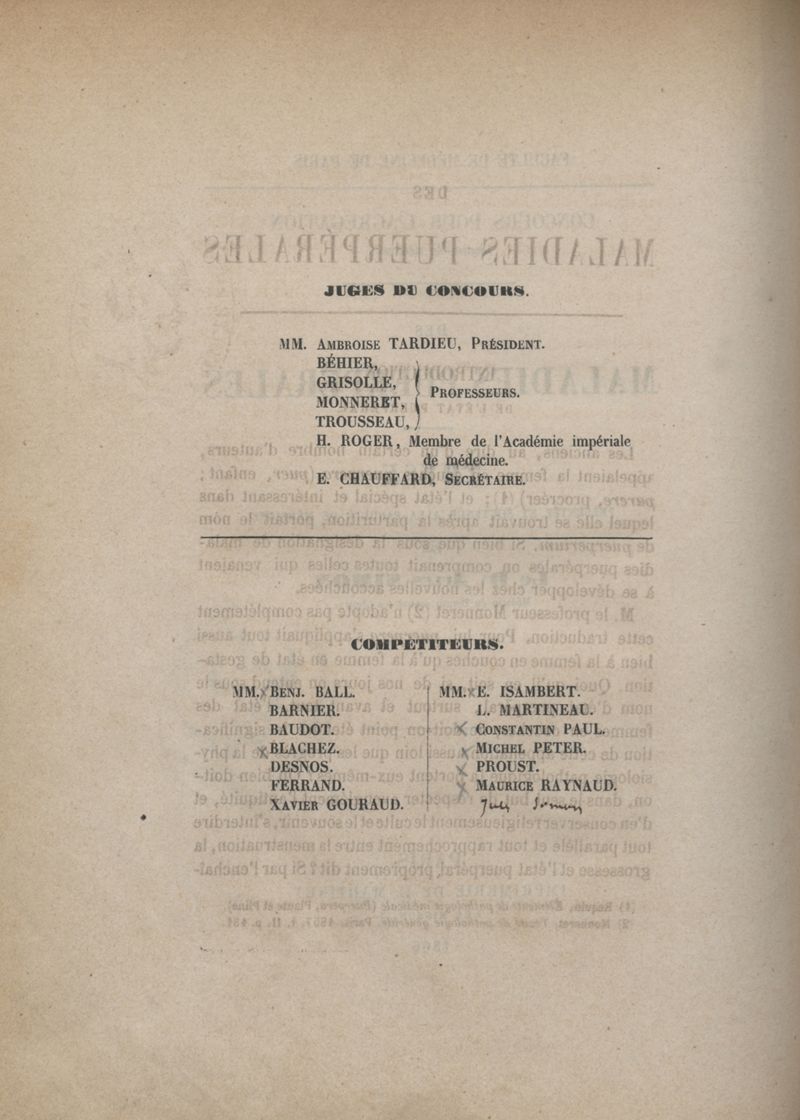 JUGES DU CONCOURS.
MM. AMBROISE TARDIEU, PRÉSIDENT.
BÉHIER,
GRISOLLE,
MONNERET,
TROUSSEAU,
PROFESSEURS.
H. ROGER, Membre de l'Académie impériale
de médecine.
E. CHAUFFARD, SECRÉTAIRE.
COMPÉTITEURS.
MM. BENJ. BALL.
BARNIER.
BAUDOT.
BLACHEZ.
DESNOS.
FERRAND.
XAVIER GOURAUD.
MM. E. ISAMBERT.
L. MARTINEAU.
CONSTANTIN PAUL.
MICHEL PETER.
PROUST.
MAURICE RAYNAUD.
Jules